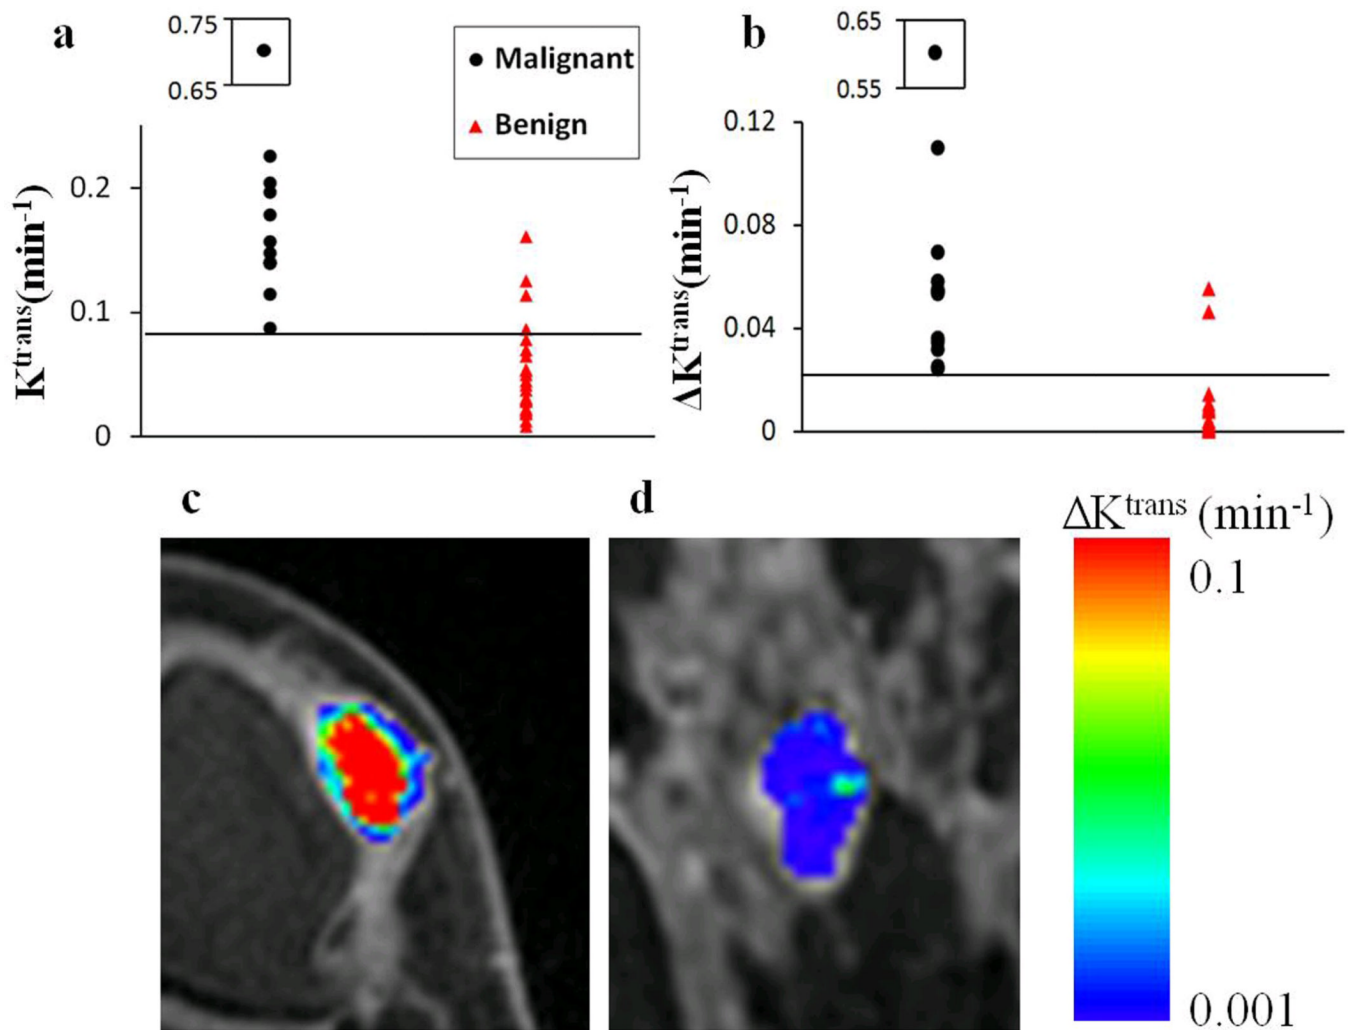 a
0.75
0.65
Malignant
Benign
0.2
0.1
0
Ktrans(min-1)
b
0.65
0.55
0.12
0.08
0.04
0
ΔKtrans(min-1)
c
d
ΔKtrans (min-1)
0.1
0.001